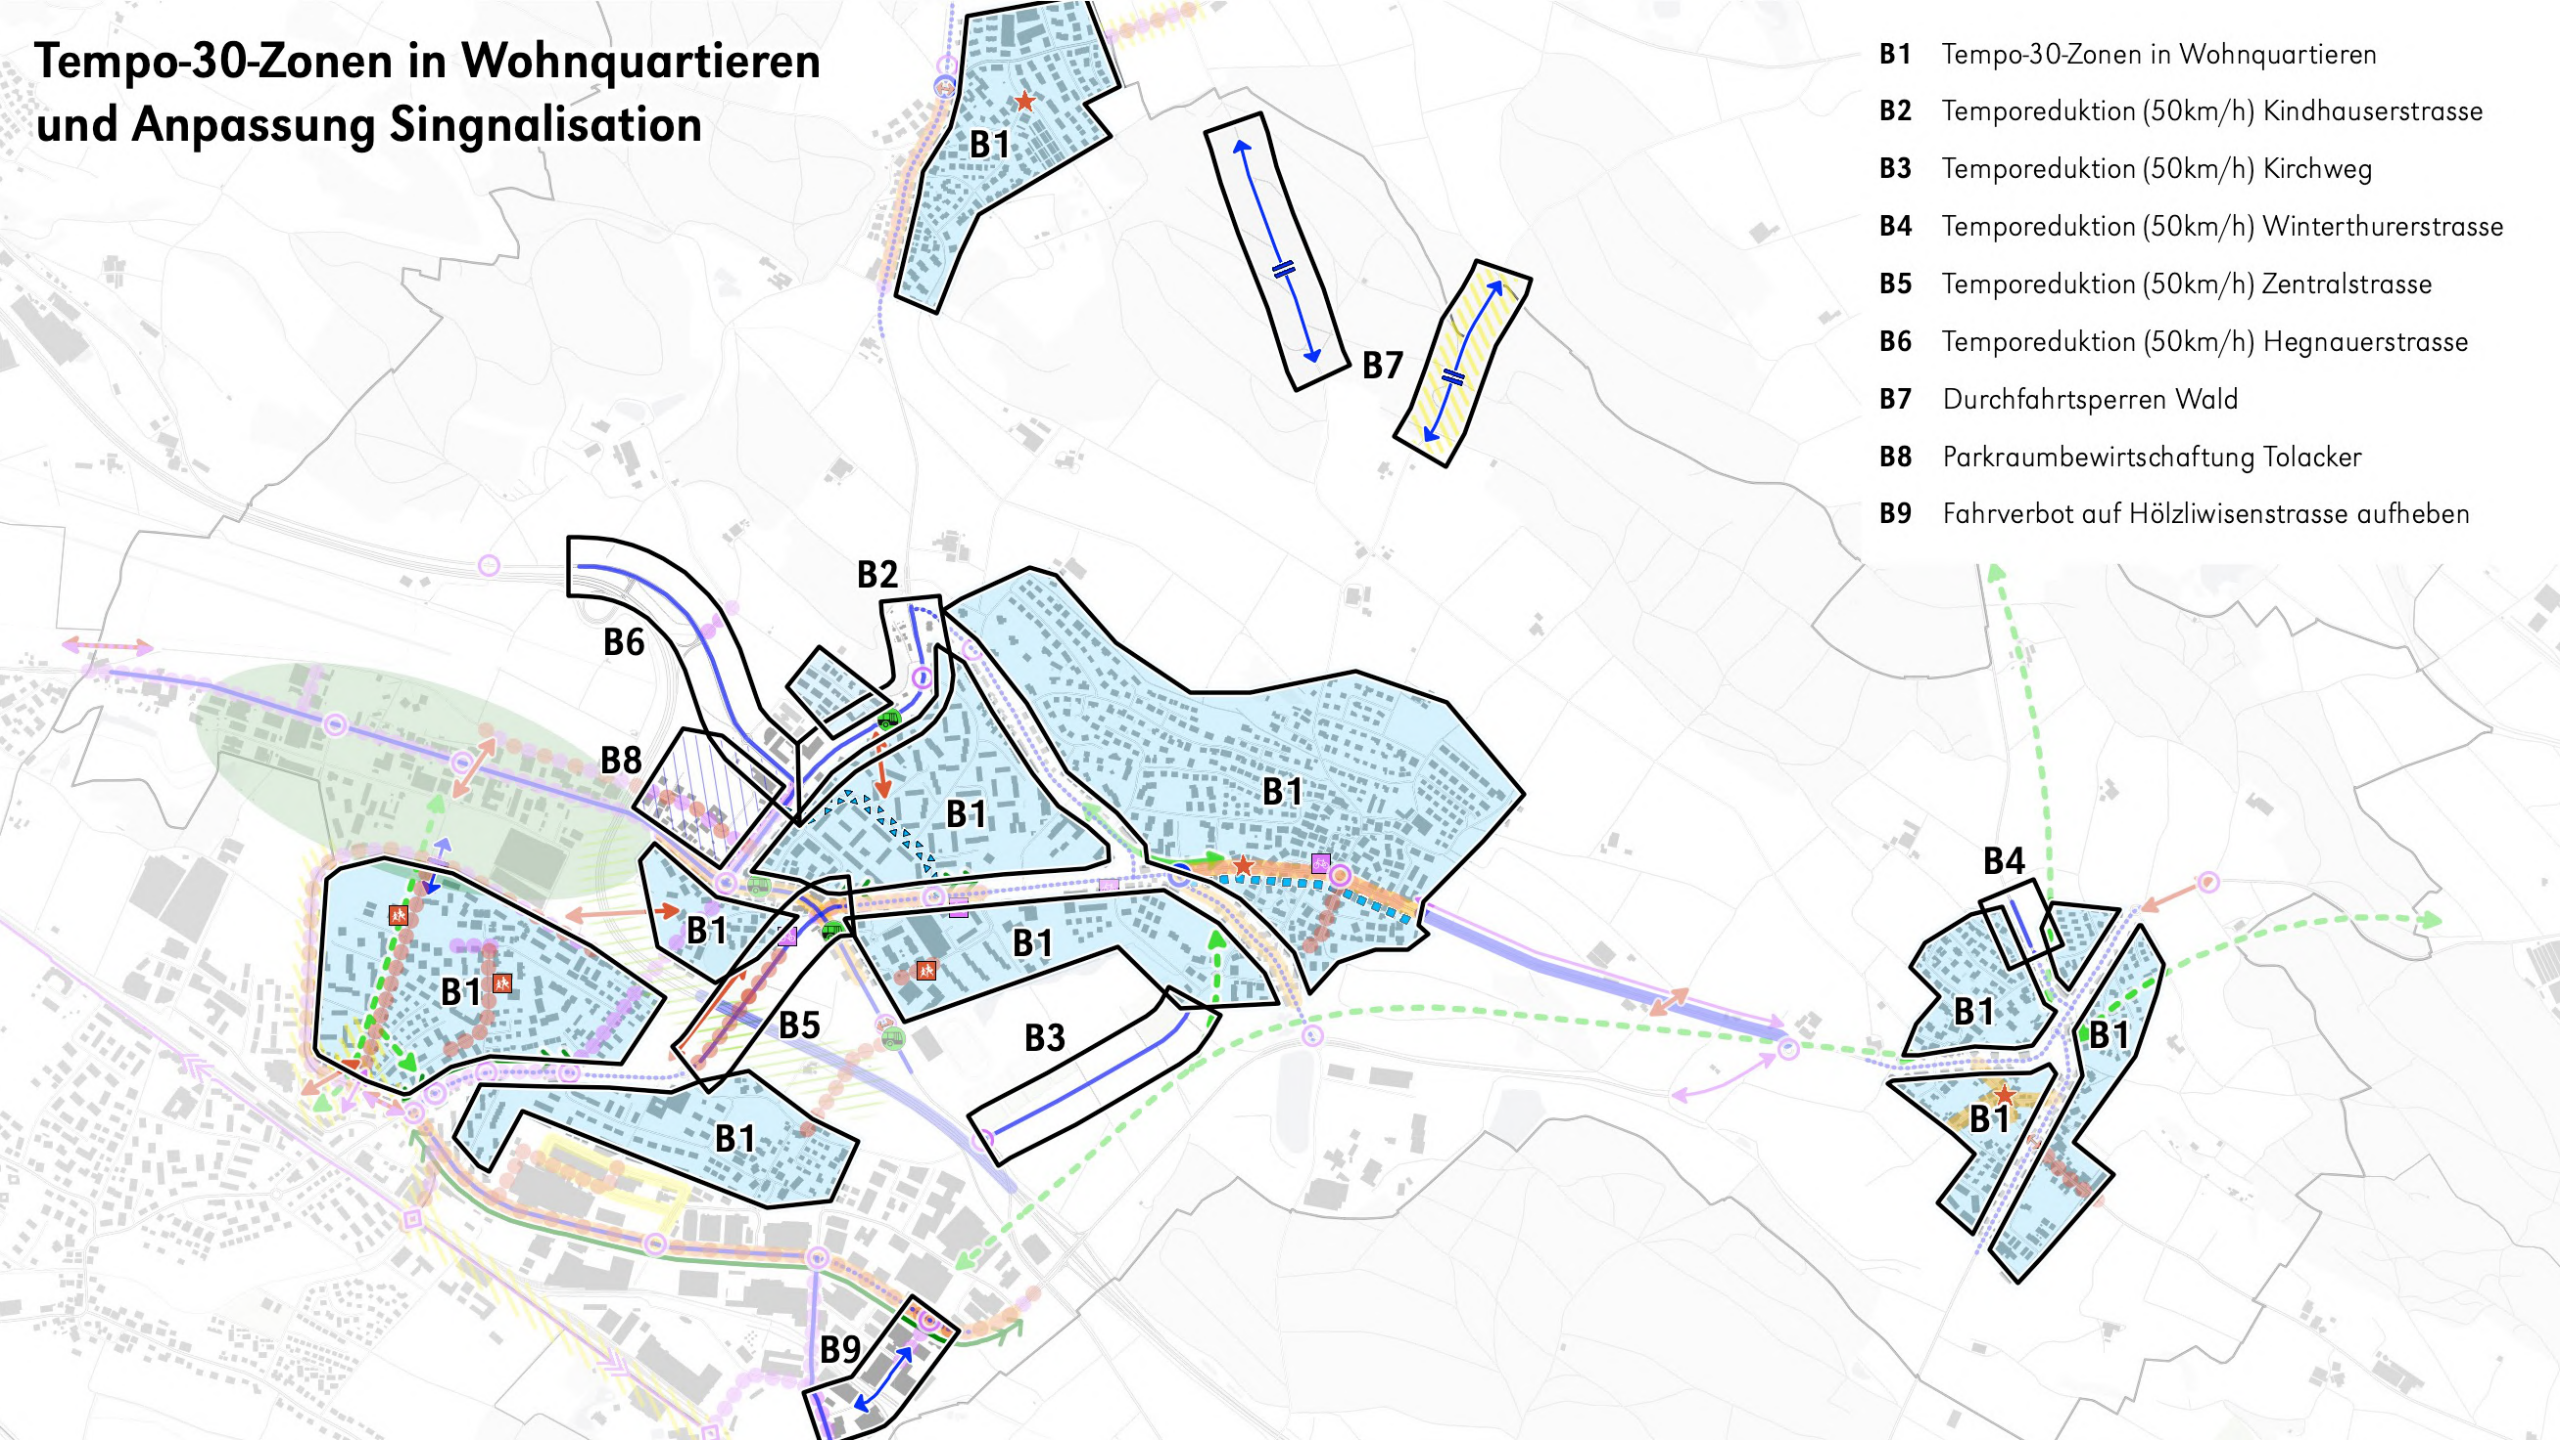 Tempo-30-Zonen in Wohnquartieren
und Anpassung Singnalisation
B1 Tempo-30-Zonen in Wohnquartieren
B2 Temporeduktion (50km/h) Kindhauserstrasse
B3 Temporeduktion (50km/h) Kirchweg
B4 Temporeduktion (50km/h) Winterthurerstrasse
B5 Temporeduktion (50km/h) Zentralstrasse
B6 Temporeduktion (50km/h) Hegnauerstrasse
B7 Durchfahrtsperren Wald
B8 Parkraumbewirtschaftung Tolacker
B9 Fahrverbot auf Hölzliwisenstrasse aufheben
B1
B7
B2
B6
B8
B1
B1
B4
B1
B1
B1
B1
B5
B3
B1
B1
B1
B1
B9